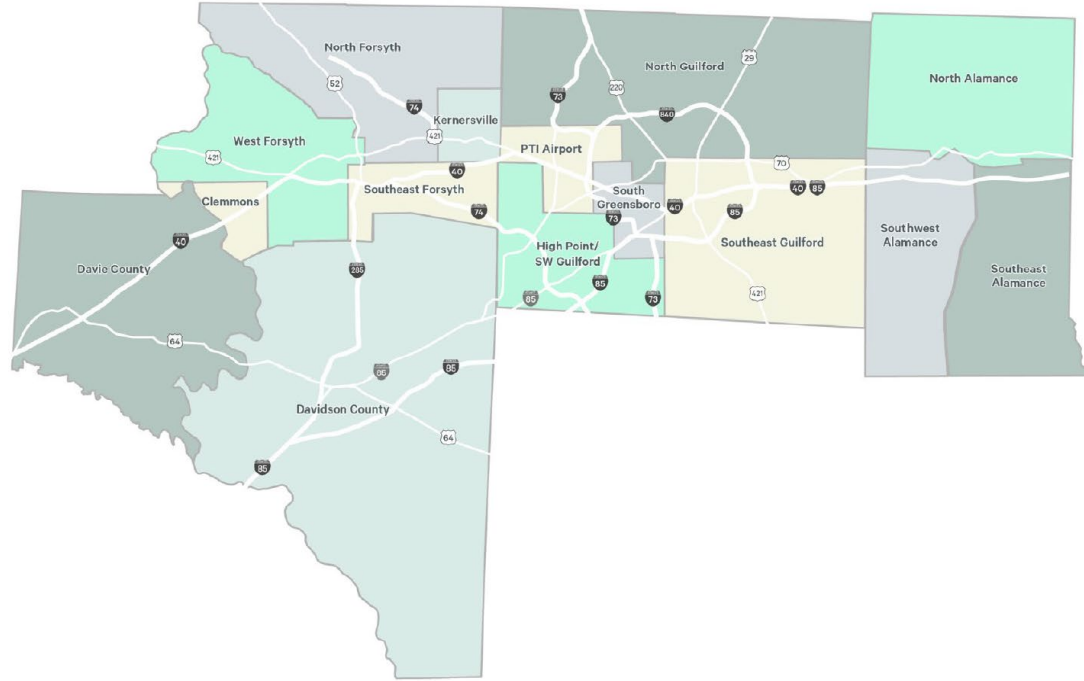 North Forsyth
52
74
421
Kernersville
West Forsyth
421
Clemmons
Southeast Forsyth
40
74
40
Davie County
64
285
85
85
Davidson County
64
85
North Guilford
29
220
73
840
PTI Airport
70
South
Greensboro
73
40
85
40
85
Southeast Guilford
High Point/
SW Guilford
85
85
73
421
North Alamance
Southwest
Alamance
Southeast
Alamance